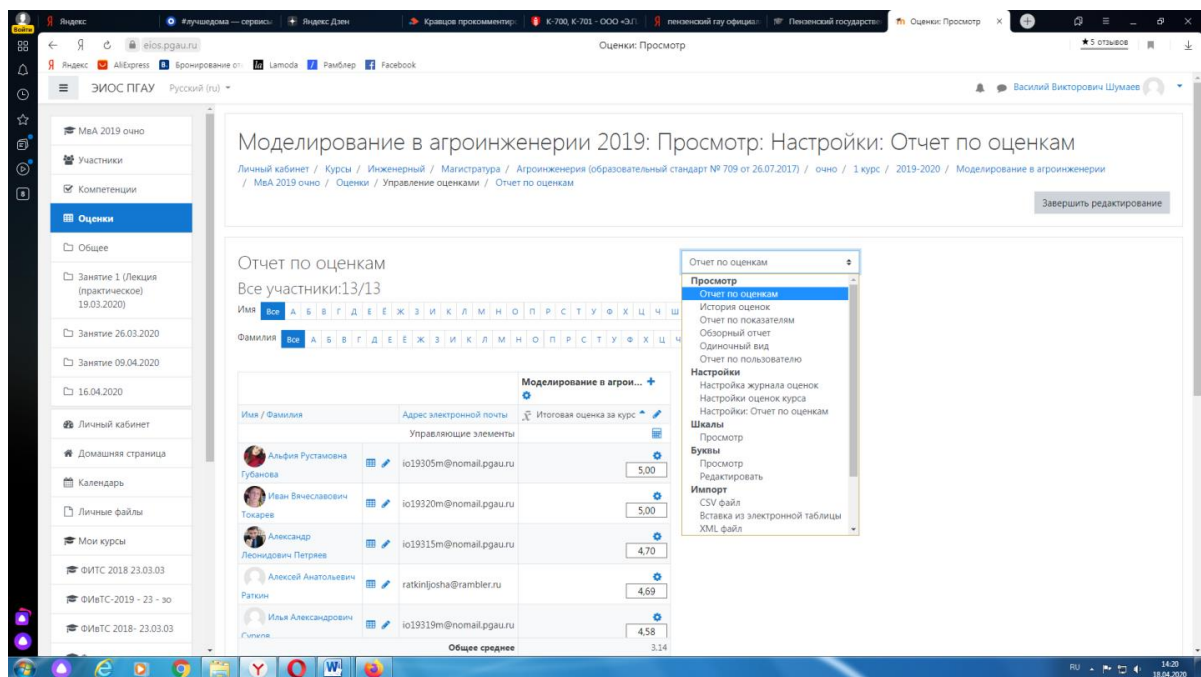 Войти
Яндекс
#лучшедома — сервисы
Яндекс Дзен
Кравцов прокомментир
К-700, К-701 - ООО «Э.Г.
пензенский гау официал
Пензенский государстве
Оценки: Просмотр
eios.pgau.ru
Оценки: Просмотр
★ 5 отзывов
Яндекс
AliExpress
Бронирование от
Lamoda
Рамблер
Facebook
ЭИОС ПГАУ
Русский (ru)
Василий Викторович Шумаев
МвА 2019 очно
Участники
Компетенции
Оценки
Общее
Занятие 1 (Лекция
(практическое)
19.03.2020)
Занятие 26.03.2020
Занятие 09.04.2020
16.04.2020
Личный кабинет
Домашняя страница
Календарь
Личные файлы
Мои курсы
ФИТС 2018 23.03.03
ФИвТС-2019 - 23 - зо
ФИвТС 2018- 23.03.03
Моделирование в агроинженерии 2019: Просмотр: Настройки: Отчет по оценкам
Личный кабинет / Курсы / Инженерный / Магистратура / Агроинженерия (образовательный стандарт № 709 от 26.07.2017) / очно / 1 курс / 2019-2020 / Моделирование в агроинженерии
/ МвА 2019 очно / Оценки / Управление оценками / Отчет по оценкам
Завершить редактирование
Отчет по оценкам
Все участники:13/13
Имя Все А Б В Г Д Е Ё Ж З И К Л М Н О П Р С Т У Ф Х Ц Ч Ш
Фамилия Все А Б В Г Д Е Ё Ж З И К Л М Н О П Р С Т У Ф Х Ц Ч
Моделирование в агрои...
Имя / Фамилия
Адрес электронной почты
x̄ Итоговая оценка за курс
Управляющие элементы
Альфия Рустамовна
Губанова
io19305m@nomail.pgau.ru
5,00
Иван Вячеславович
Токарев
io19320m@nomail.pgau.ru
5,00
Александр
Леонидович Петряев
io19315m@nomail.pgau.ru
4,70
Алексей Анатольевич
Раткин
ratkinljosha@rambler.ru
4,69
Илья Александрович
Сурков
io19319m@nomail.pgau.ru
4,58
Общее среднее
3.14
Отчет по оценкам
Просмотр
Отчет по оценкам
История оценок
Отчет по показателям
Обзорный отчет
Одиночный вид
Отчет по пользователю
Настройки
Настройка журнала оценок
Настройки оценок курса
Настройки: Отчет по оценкам
Шкалы
Просмотр
Буквы
Просмотр
Редактировать
Импорт
CSV файл
Вставка из электронной таблицы
XML файл
RU
14:20
18.04.2020